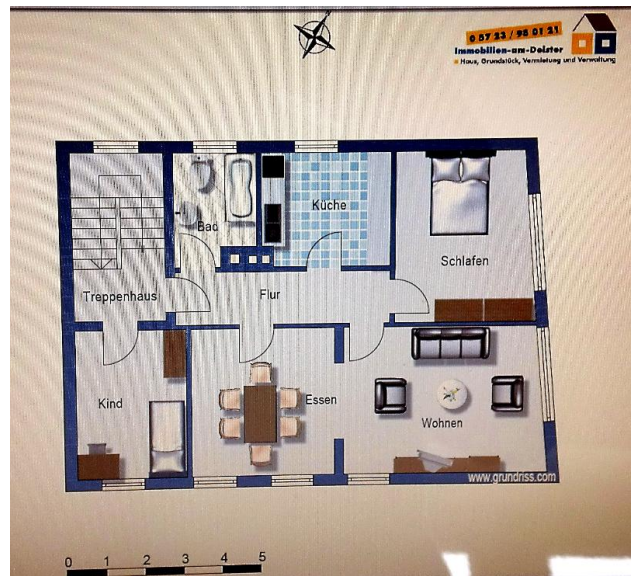 0 57 23 / 98 01 21
Immobilien-am-Deister
Haus, Grundstück, Vermietung und Verwaltung
Bad
Küche
Schlafen
Treppenhaus
Flur
Kind
Essen
Wohnen
www.grundriss.com
0 1 2 3 4 5